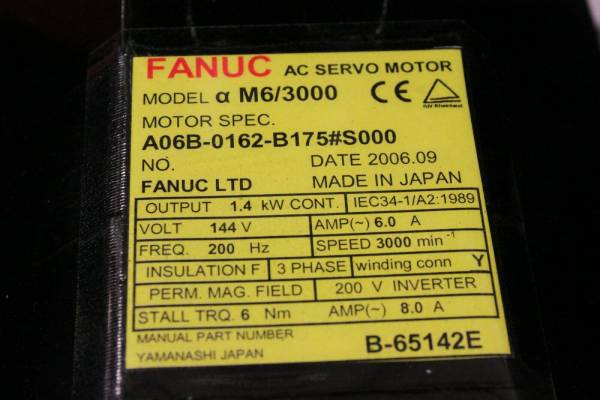 FANUC AC SERVO MOTOR
MODEL α M6/3000 CE
MOTOR SPEC.
A06B-0162-B175#S000
NO. DATE 2006.09
FANUC LTD MADE IN JAPAN
OUTPUT 1.4 kW CONT. IEC34-1/A2:1989
VOLT 144 V AMP(~) 6.0 A
FREQ. 200 Hz SPEED 3000 min⁻¹
INSULATION F 3 PHASE winding conn Y
PERM. MAG. FIELD 200 V INVERTER
STALL TRQ. 6 Nm AMP(~) 8.0 A
MANUAL PART NUMBER B-65142E
YAMANASHI JAPAN